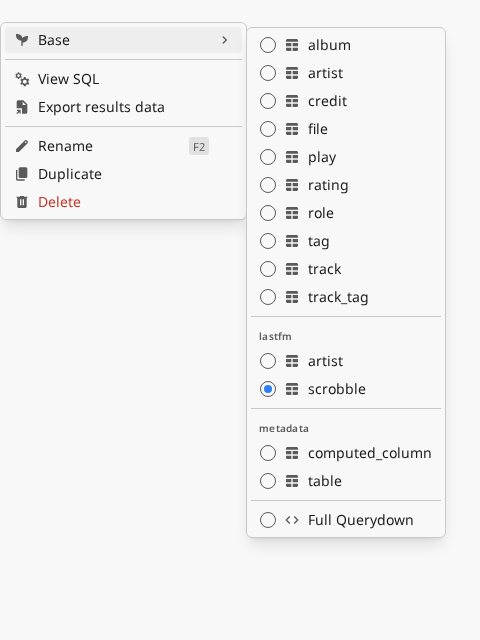 Base
View SQL
Export results data
Rename F2
Duplicate
Delete
album
artist
credit
file
play
rating
role
tag
track
track_tag
lastfm
artist
scrobble
metadata
computed_column
table
Full Querydown